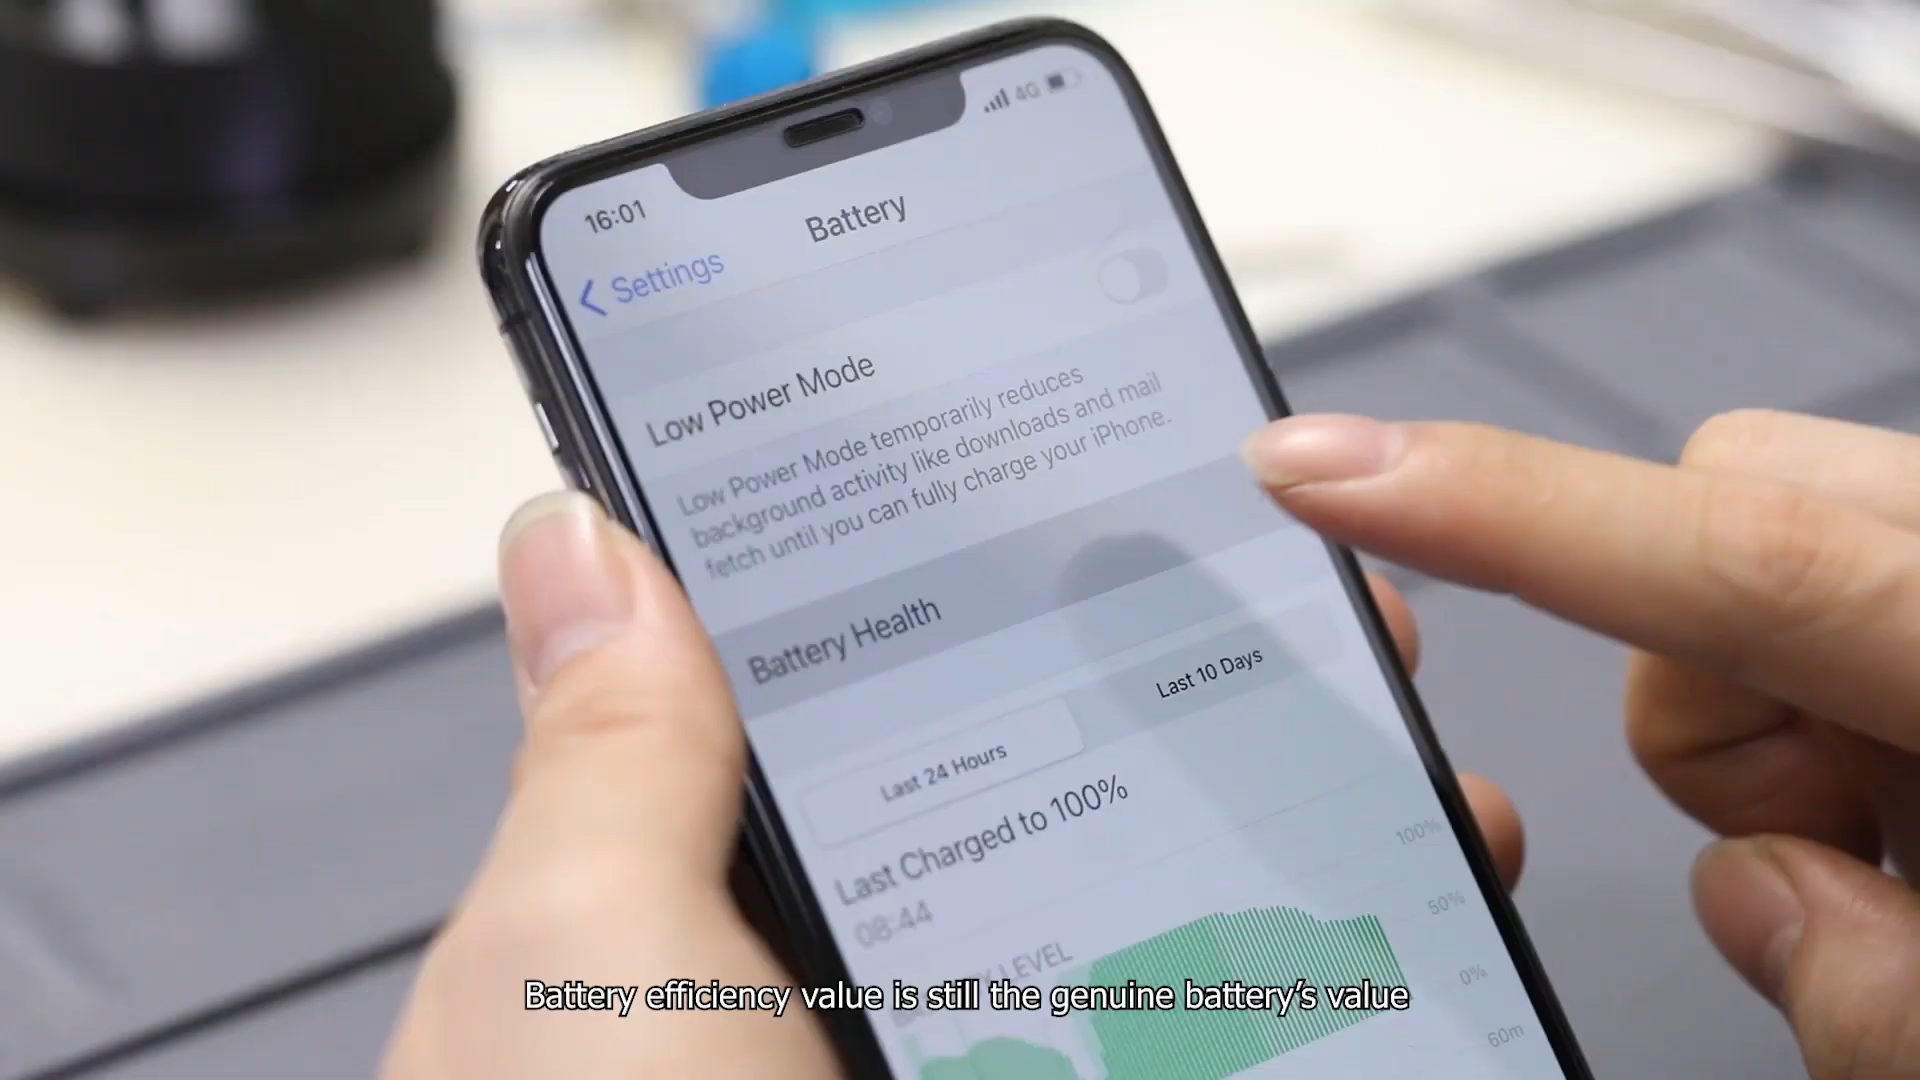 16:01
4G
Battery
Settings
Low Power Mode
Low Power Mode temporarily reduces
background activity like downloads and mail
fetch until you can fully charge your iPhone.
Battery Health
Last 24 Hours
Last 10 Days
Last Charged to 100%
08:44
100%
LEVEL
50%
0%
60m
Battery efficiency value is still the genuine battery's value